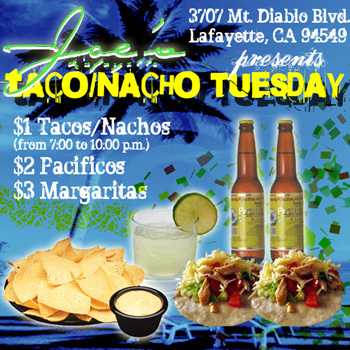 3707 Mt. Diablo Blvd.
Lafayette, CA 94549
presents
TACO/NACHO TUESDAY
$1 Tacos/Nachos
(from 7:00 to 10:00 p.m.)
$2 Pacificos
$3 Margaritas